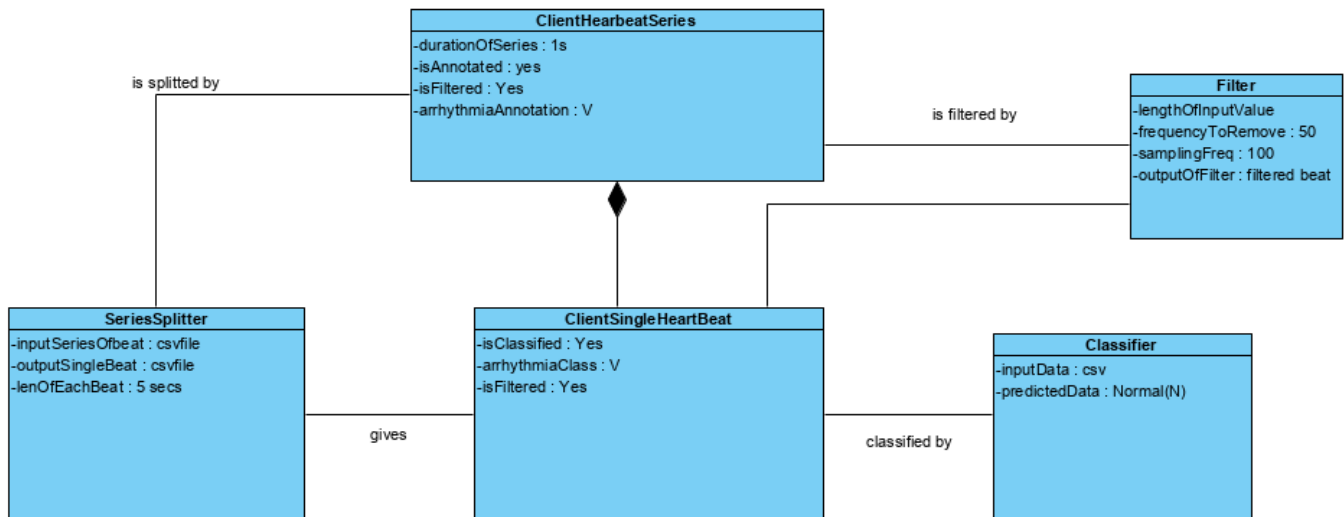 ClientHearbeatSeries
-durationOfSeries : 1s
-isAnnotated : yes
-isFiltered : Yes
-arrhythmiaAnnotation : V
is splitted by
is filtered by
Filter
-lengthOfInputValue
-frequencyToRemove : 50
-samplingFreq : 100
-outputOfFilter : filtered beat
SeriesSplitter
-inputSeriesOfbeat : csvfile
-outputSingleBeat : csvfile
-lenOfEachBeat : 5 secs
gives
ClientSingleHeartBeat
-isClassified : Yes
-arrhythmiaClass : V
-isFiltered : Yes
classified by
Classifier
-inputData : csv
-predictedData : Normal(N)